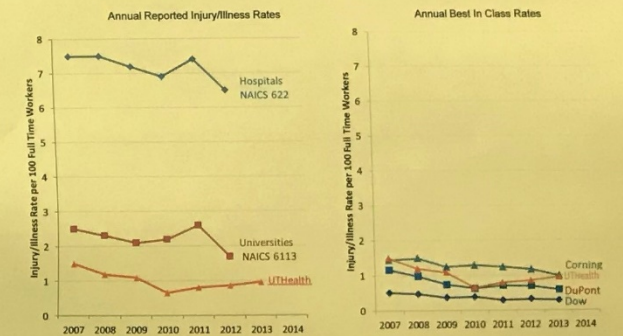 Annual Reported Injury/Illness Rates
Injury/Illness Rate per 100 Full Time Workers
8
7
6
5
4
3
2
1
0
Hospitals
NAICS 622
Universities
NAICS 6113
UTHealth
2007 2008 2009 2010 2011 2012 2013 2014
Annual Best In Class Rates
Injury/Illness Rate per 100 Full Time Workers
8
7
6
5
4
3
2
1
0
Corning
UTHealth
DuPont
Dow
2007 2008 2009 2010 2011 2012 2013 2014